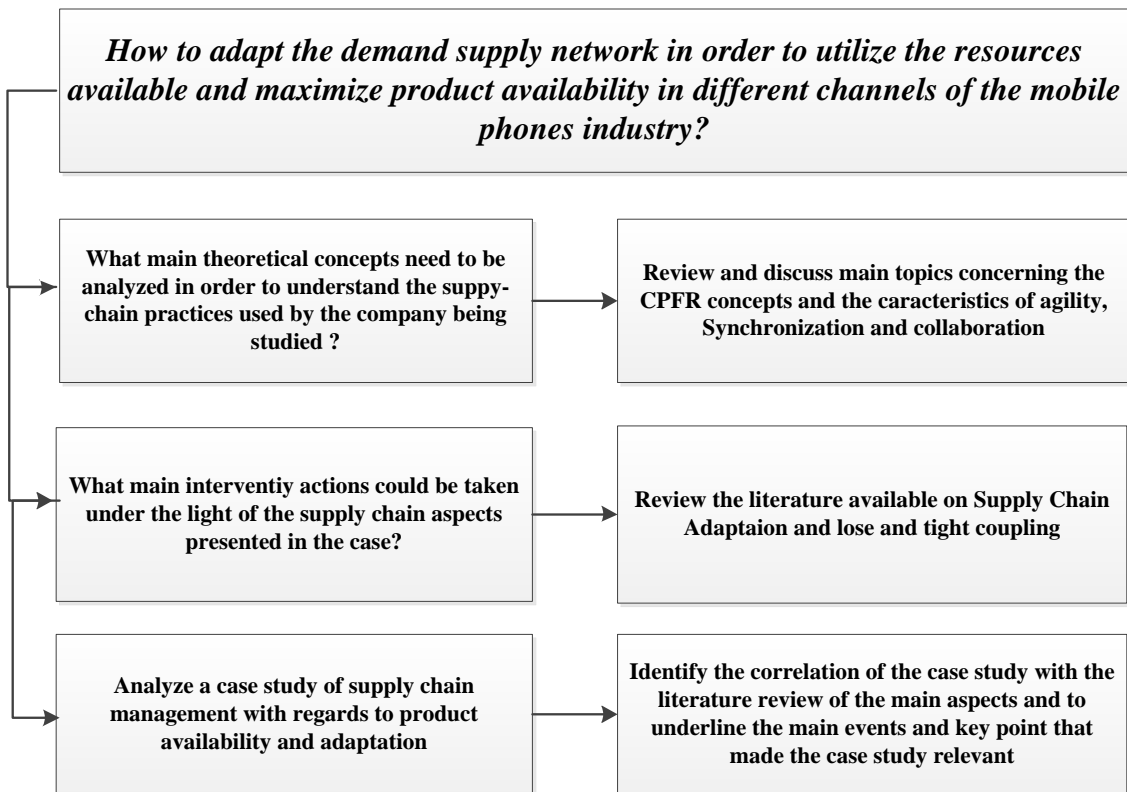 How to adapt the demand supply network in order to utilize the resources
available and maximize product availability in different channels of the mobile
phones industry?
What main theoretical concepts need to be
analyzed in order to understand the suppy-
chain practices used by the company being
studied ?
Review and discuss main topics concerning the
CPFR concepts and the caracteristics of agility,
Synchronization and collaboration
What main interventiy actions could be taken
under the light of the supply chain aspects
presented in the case?
Review the literature available on Supply Chain
Adaptaion and lose and tight coupling
Analyze a case study of supply chain
management with regards to product
availability and adaptation
Identify the correlation of the case study with the
literature review of the main aspects and to
underline the main events and key point that
made the case study relevant